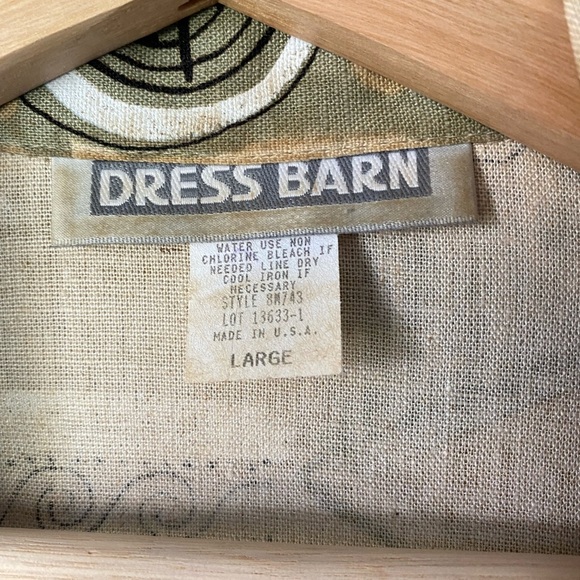 DRESS BARN
WATER USE NON
CHLORINE BLEACH IF
NEEDED LINE DRY
COOL IRON IF
NECESSARY
STYLE 8M743
LOT 13633-1
MADE IN U.S.A.
LARGE